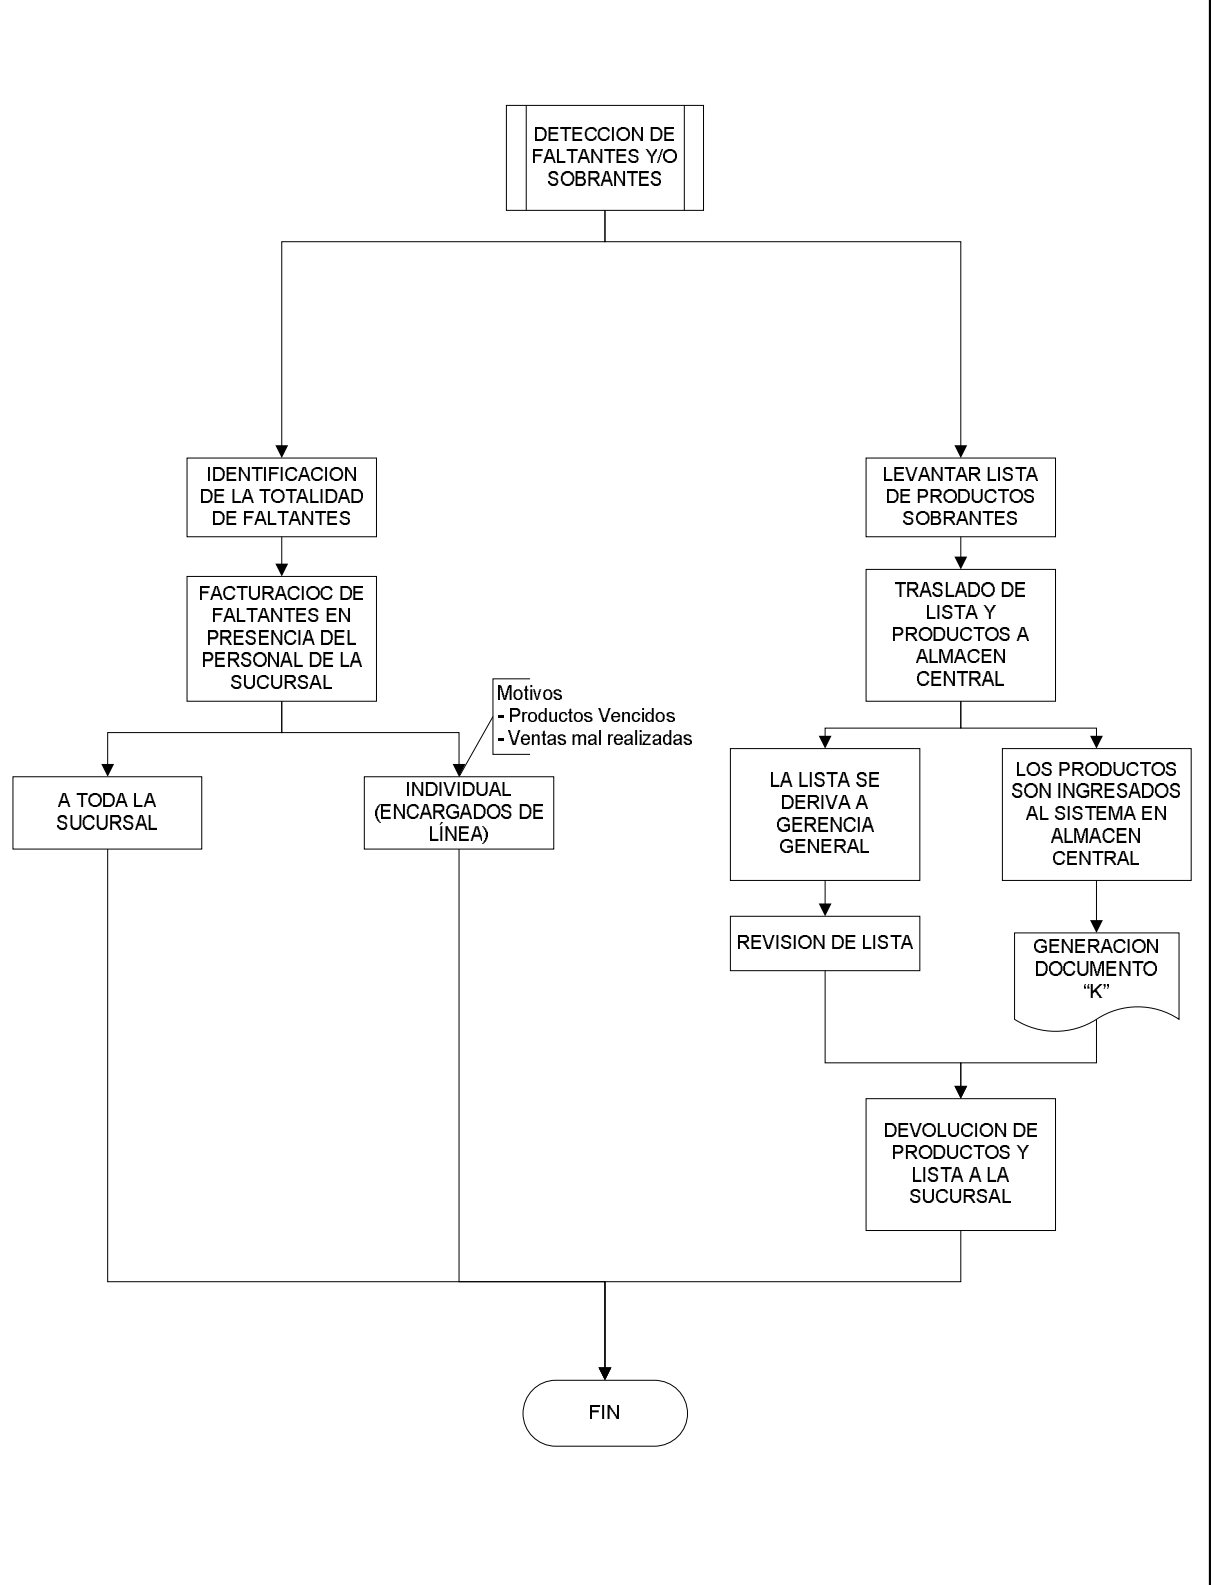 DETECCION DE
FALTANTES Y/O
SOBRANTES
IDENTIFICACION
DE LA TOTALIDAD
DE FALTANTES
LEVANTAR LISTA
DE PRODUCTOS
SOBRANTES
FACTURACIOC DE
FALTANTES EN
PRESENCIA DEL
PERSONAL DE LA
SUCURSAL
TRASLADO DE
LISTA Y
PRODUCTOS A
ALMACEN
CENTRAL
Motivos
- Productos Vencidos
- Ventas mal realizadas
A TODA LA
SUCURSAL
INDIVIDUAL
(ENCARGADOS DE
LÍNEA)
LA LISTA SE
DERIVA A
GERENCIA
GENERAL
LOS PRODUCTOS
SON INGRESADOS
AL SISTEMA EN
ALMACEN
CENTRAL
REVISION DE LISTA
GENERACION
DOCUMENTO
“K”
DEVOLUCION DE
PRODUCTOS Y
LISTA A LA
SUCURSAL
FIN